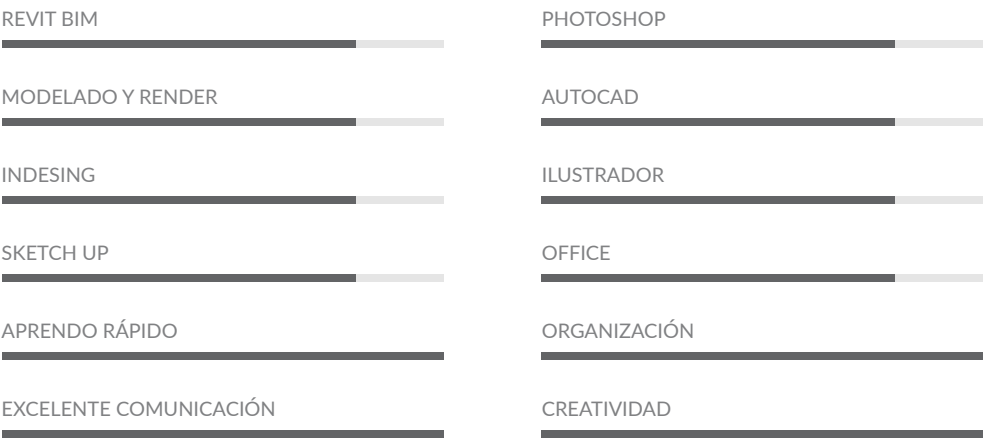 REVIT BIM
PHOTOSHOP
MODELADO Y RENDER
AUTOCAD
INDESING
ILUSTRADOR
SKETCH UP
OFFICE
APRENDO RÁPIDO
ORGANIZACIÓN
EXCELENTE COMUNICACIÓN
CREATIVIDAD